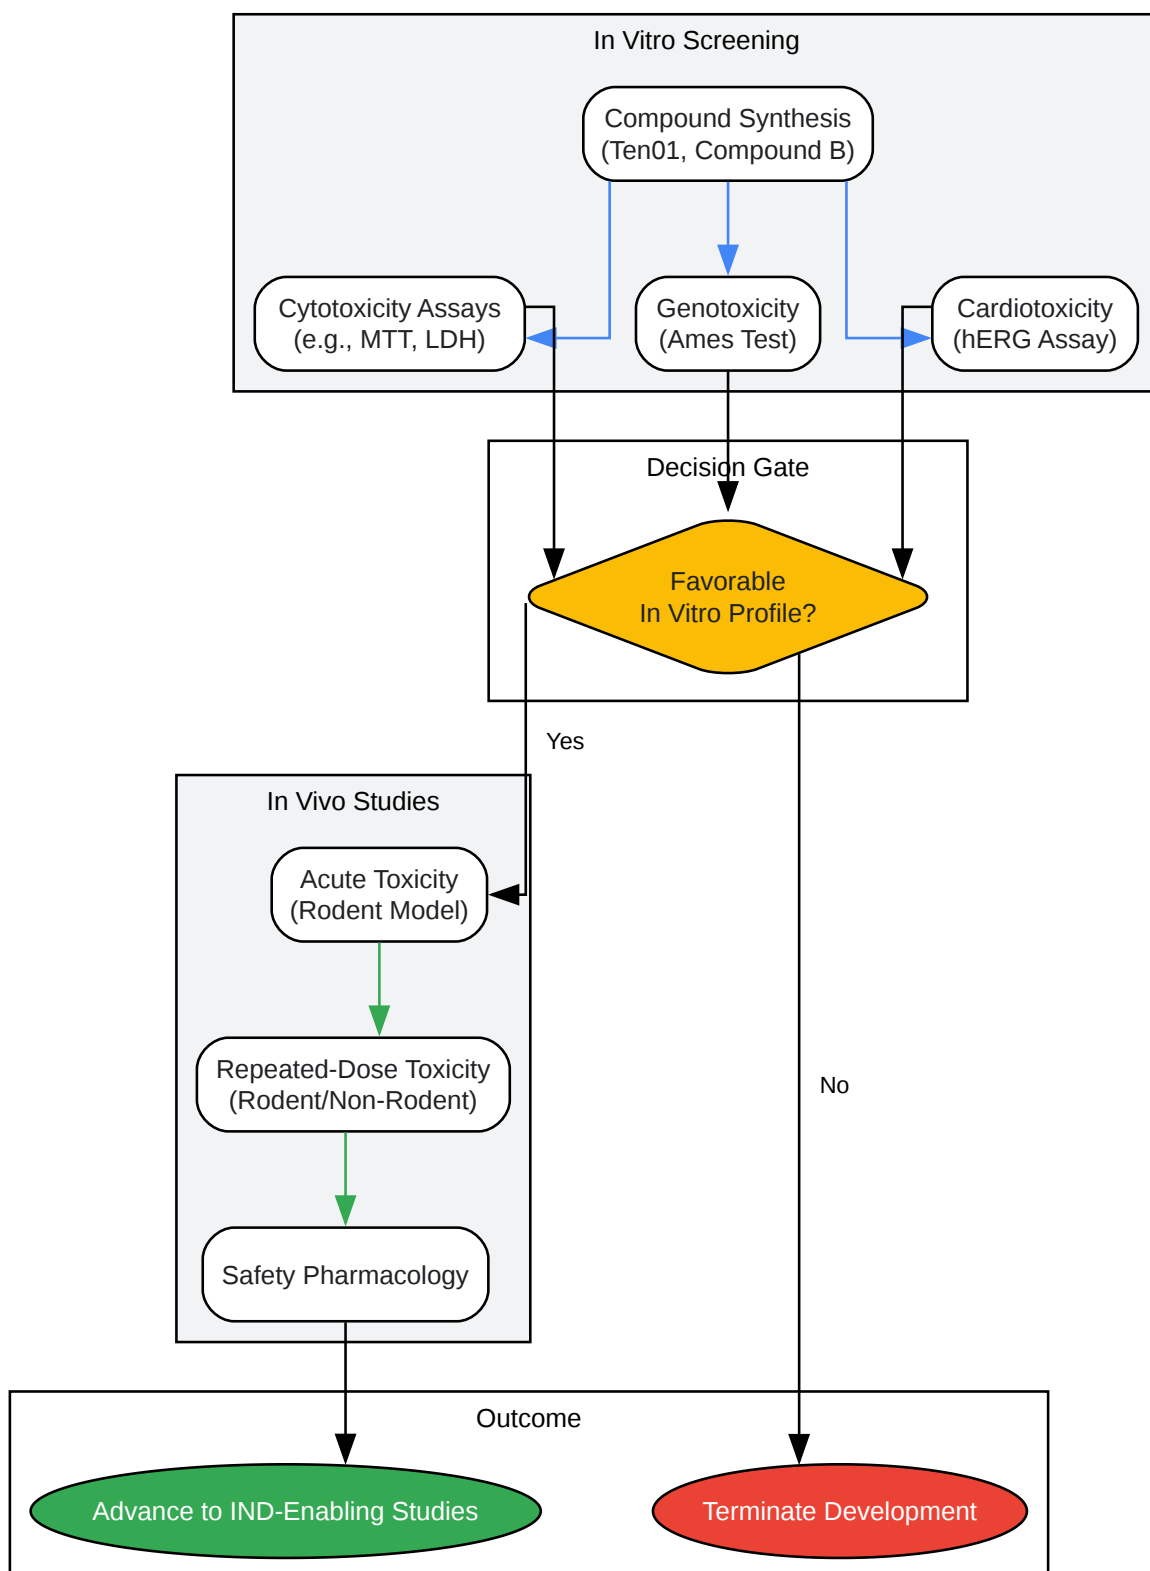 In Vitro Screening
Compound Synthesis
(Ten01, Compound B)
Cytotoxicity Assays
(e.g., MTT, LDH)
Genotoxicity
(Ames Test)
Cardiotoxicity
(hERG Assay)
Decision Gate
Favorable
In Vitro Profile?
Yes
In Vivo Studies
Acute Toxicity
(Rodent Model)
Repeated-Dose Toxicity
(Rodent/Non-Rodent)
No
Safety Pharmacology
Outcome
Advance to IND-Enabling Studies
Terminate Development